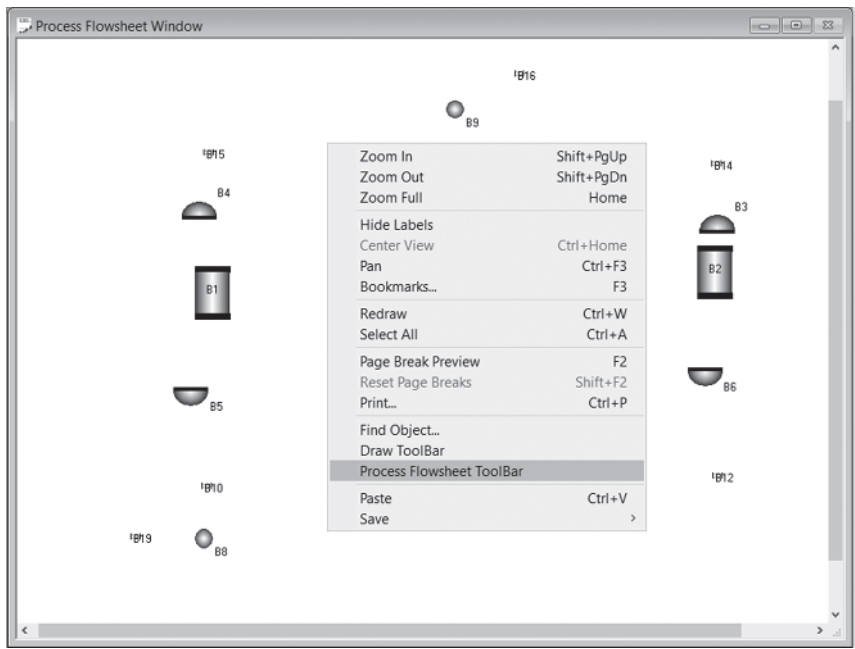 Process Flowsheet Window
B16
B9
B15
B14
B4
B3
B1
B2
B5
B6
B10
B12
B19
B8
Zoom In Shift+PgUp
Zoom Out Shift+PgDn
Zoom Full Home
Hide Labels
Center View Ctrl+Home
Pan Ctrl+F3
Bookmarks... F3
Redraw Ctrl+W
Select All Ctrl+A
Page Break Preview F2
Reset Page Breaks Shift+F2
Print... Ctrl+P
Find Object...
Draw ToolBar
Process Flowsheet ToolBar
Paste Ctrl+V
Save